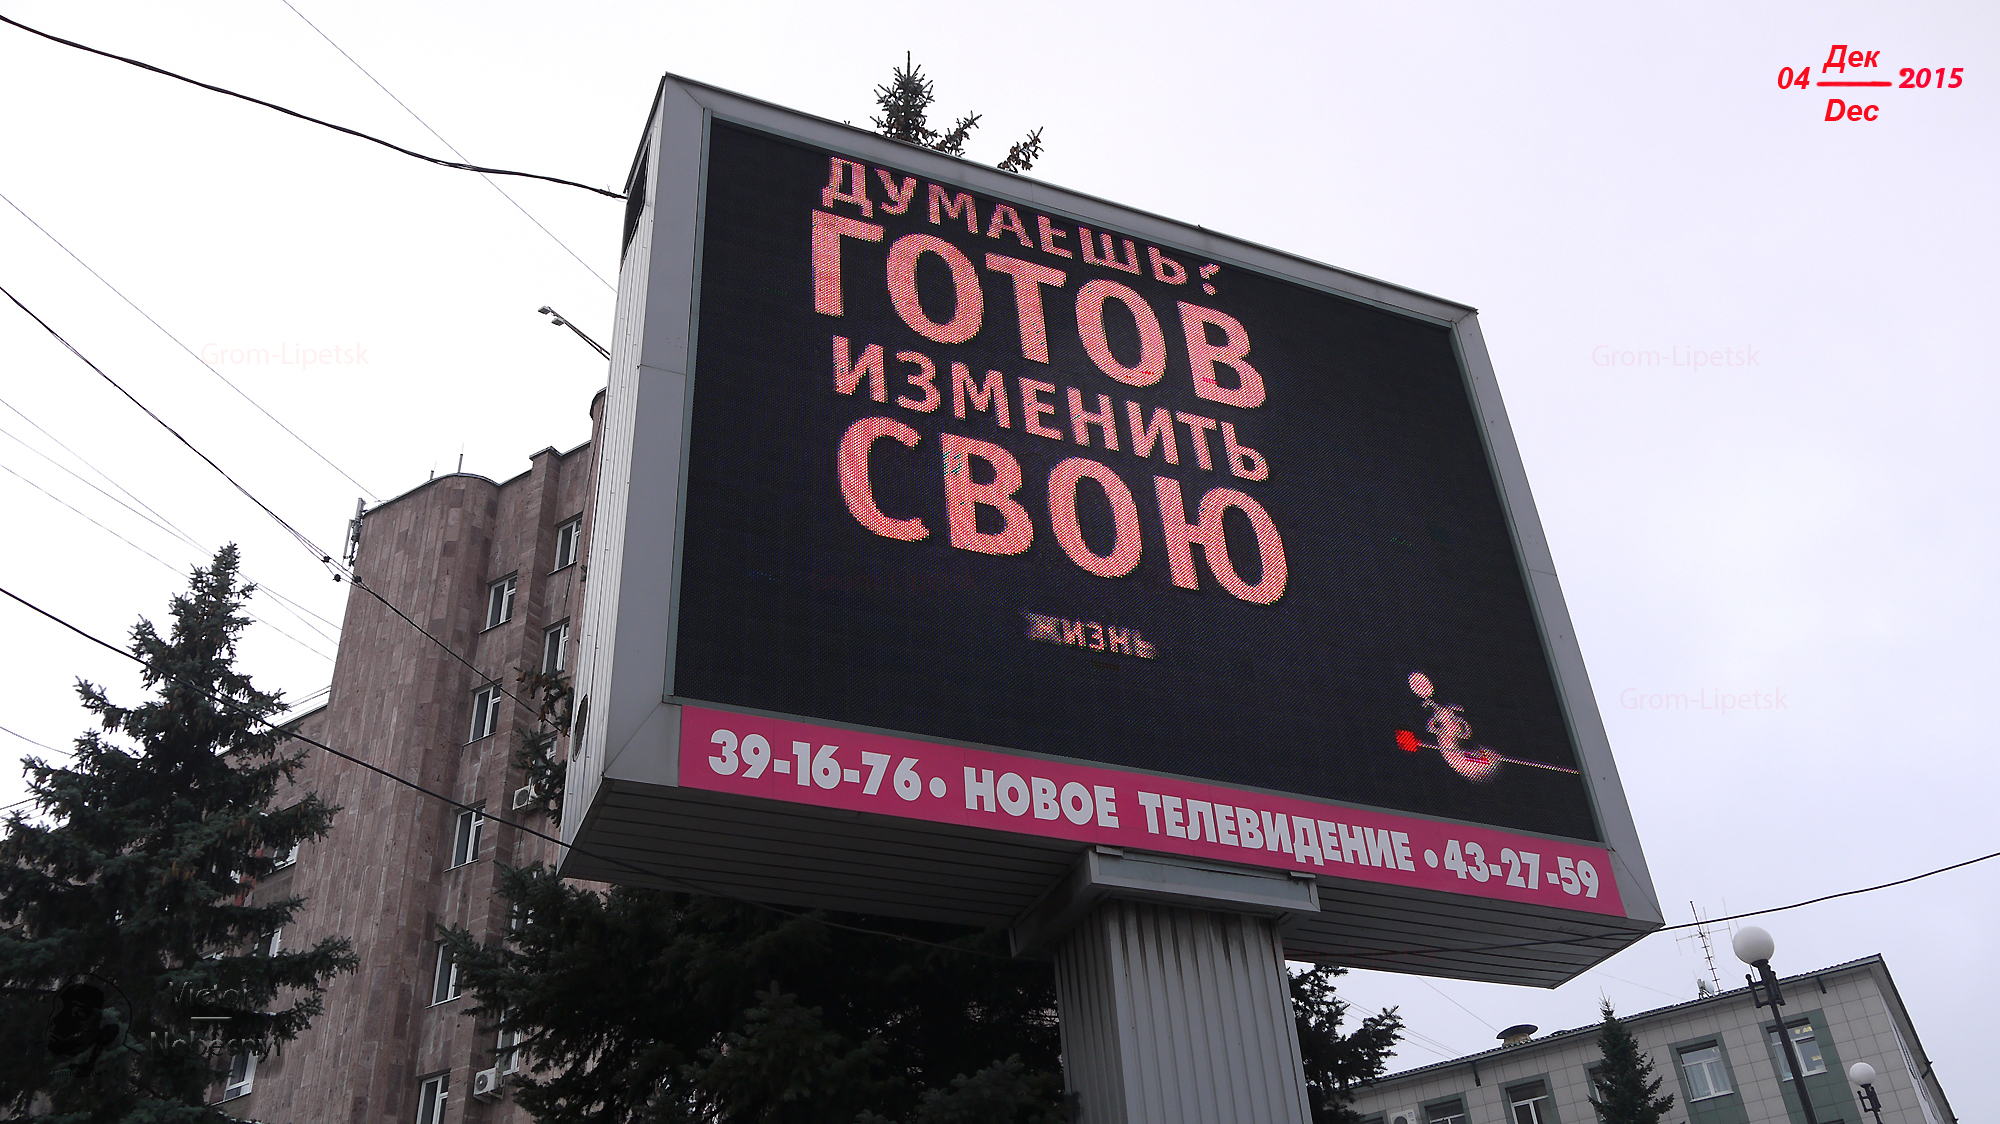 Дек
04 2015
Dec
ДУМАЕШЬ?
ГОТОВ
ИЗМЕНИТЬ
СВОЮ
ЖИЗНЬ
39-16-76• НОВОЕ ТЕЛЕВИДЕНИЕ •43-27-59
Grom-Lipetsk
Grom-Lipetsk
Grom-Lipetsk
Victor